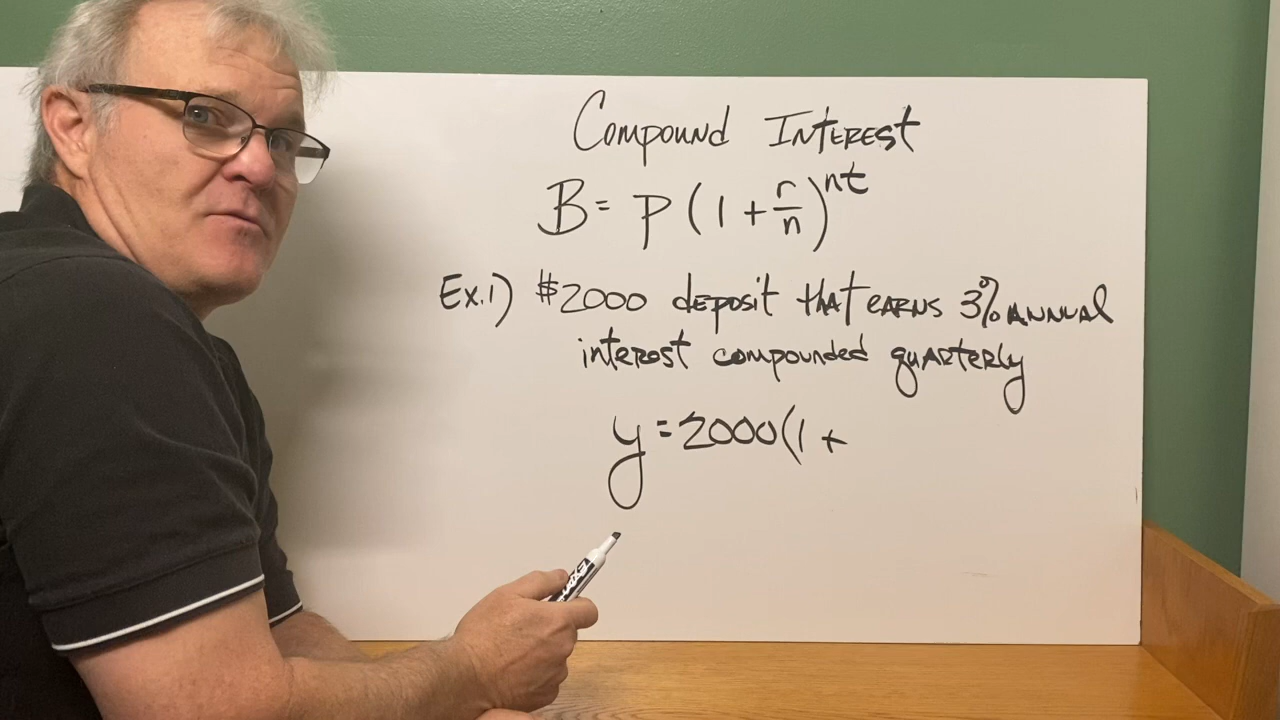 Compound Interest
B = P (1 + r/n)^nt
Ex.1) $2000 deposit that earns 3% annual
interest compounded quarterly
y = 2000(1 +